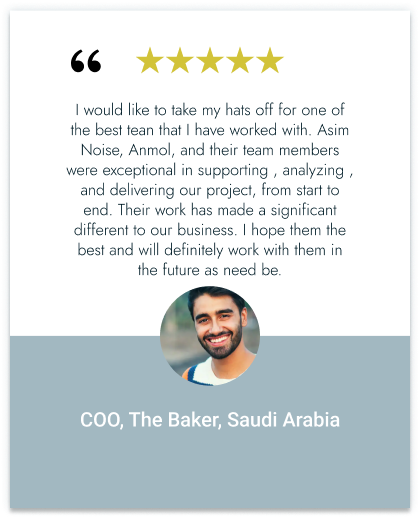 “
I would like to take my hats off for one of
the best tean that I have worked with. Asim
Noise, Anmol, and their team members
were exceptional in supporting , analyzing ,
and delivering our project, from start to
end. Their work has made a significant
different to our business. I hope them the
best and will definitely work with them in
the future as need be.
COO, The Baker, Saudi Arabia